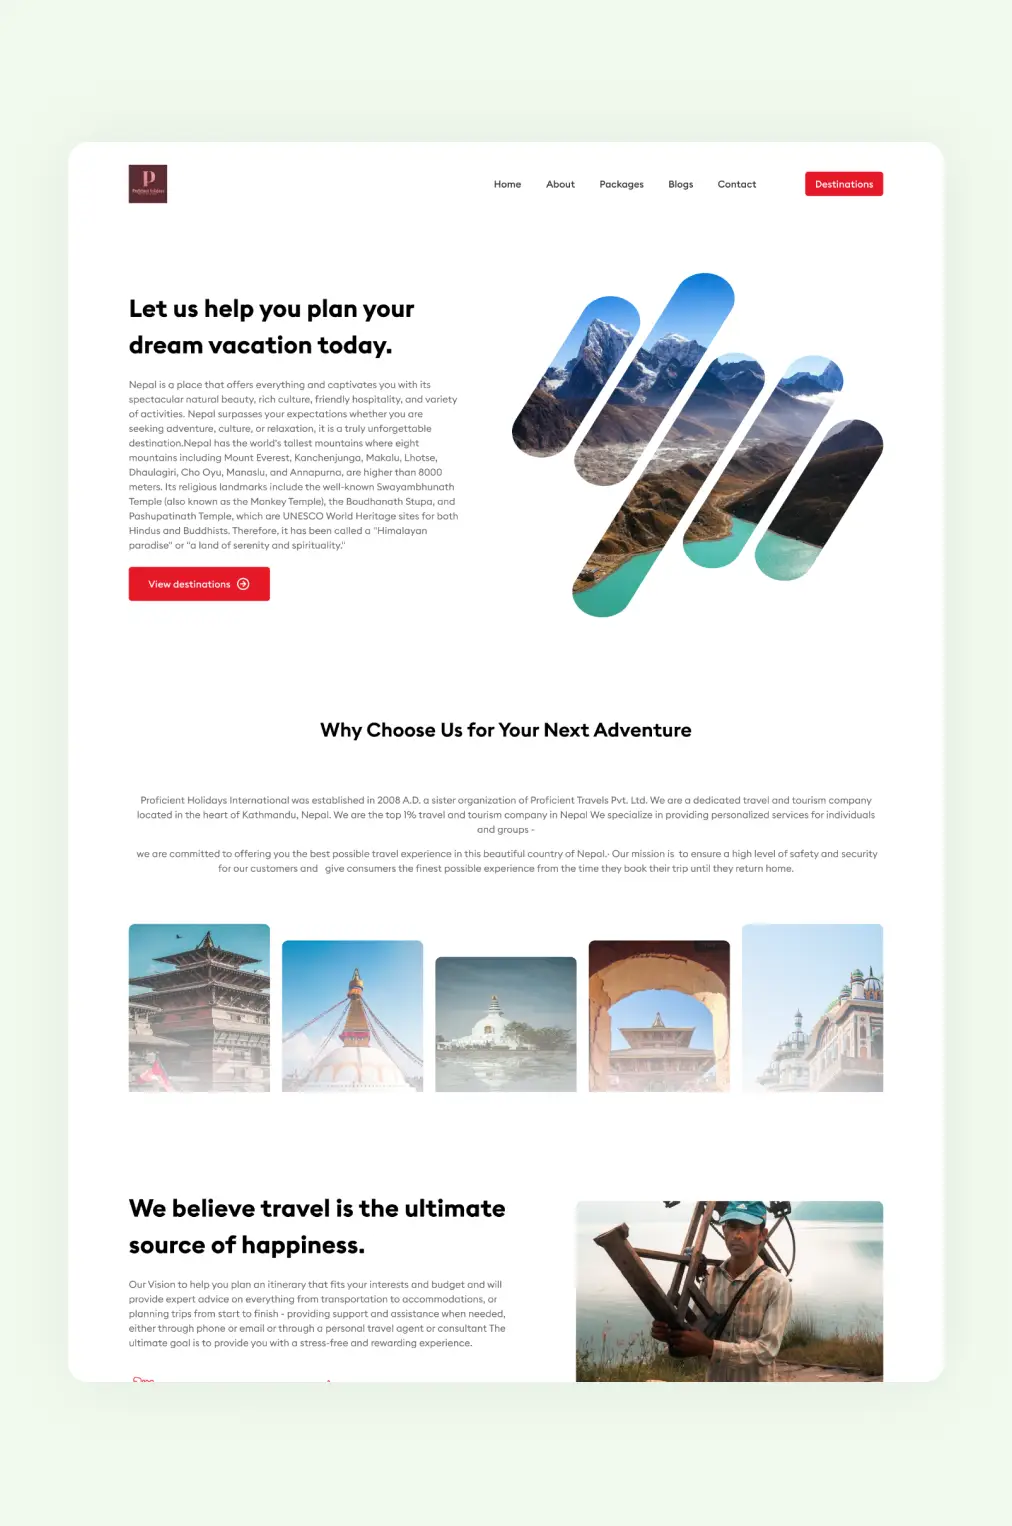 P
Proficient Holidays
Home
About
Packages
Blogs
Contact
Destinations
Let us help you plan your
dream vacation today.
Nepal is a place that offers everything and captivates you with its
spectacular natural beauty, rich culture, friendly hospitality, and variety
of activities. Nepal surpasses your expectations whether you are
seeking adventure, culture, or relaxation, it is a truly unforgettable
destination.Nepal has the world's tallest mountains where eight
mountains including Mount Everest, Kanchenjunga, Makalu, Lhotse,
Dhaulagiri, Cho Oyu, Manaslu, and Annapurna, are higher than 8000
meters. Its religious landmarks include the well-known Swayambhunath
Temple (also known as the Monkey Temple), the Boudhanath Stupa, and
Pashupatinath Temple, which are UNESCO World Heritage sites for both
Hindus and Buddhists. Therefore, it has been called a "Himalayan
paradise" or "a land of serenity and spirituality."
View destinations
Why Choose Us for Your Next Adventure
Proficient Holidays International was established in 2008 A.D. a sister organization of Proficient Travels Pvt. Ltd. We are a dedicated travel and tourism company
located in the heart of Kathmandu, Nepal. We are the top 1% travel and tourism company in Nepal We specialize in providing personalized services for individuals
and groups -
we are committed to offering you the best possible travel experience in this beautiful country of Nepal.· Our mission is to ensure a high level of safety and security
for our customers and give consumers the finest possible experience from the time they book their trip until they return home.
We believe travel is the ultimate
source of happiness.
Our Vision to help you plan an itinerary that fits your interests and budget and will
provide expert advice on everything from transportation to accommodations, or
planning trips from start to finish - providing support and assistance when needed,
either through phone or email or through a personal travel agent or consultant The
ultimate goal is to provide you with a stress-free and rewarding experience.